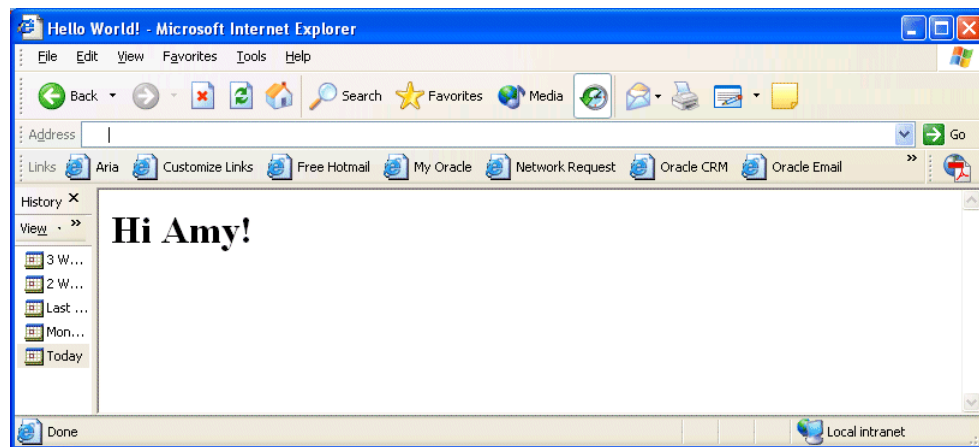 Hello World! - Microsoft Internet Explorer
File Edit View Favorites Tools Help
Back Search Favorites Media
Address Go
Links Aria Customize Links Free Hotmail My Oracle Network Request Oracle CRM Oracle Email »
History
View »
Hi Amy!
3 W...
2 W...
Last ...
Mon...
Today
Done Local intranet